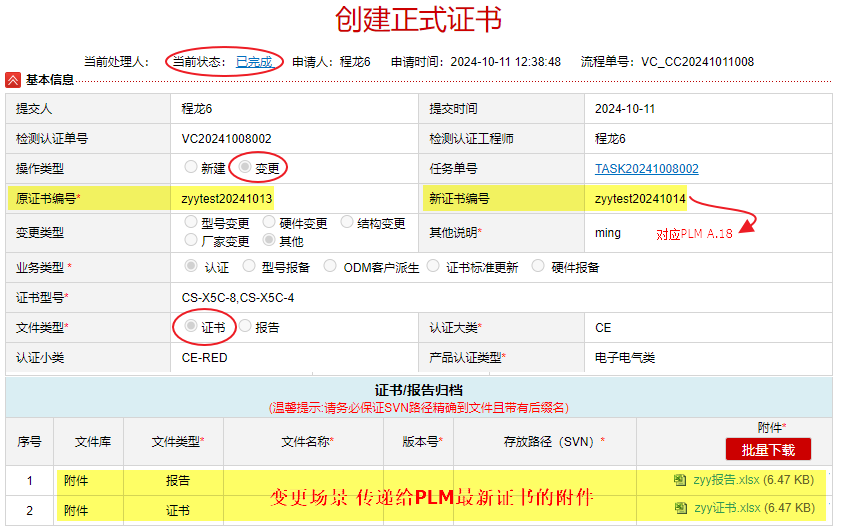 创建正式证书
当前处理人： 当前状态： 已完成 申请人：程龙6 申请时间：2024-10-11 12:38:48 流程单号：VC_CC20241011008
基本信息
提交人 程龙6 提交时间 2024-10-11
检测认证单号 VC20241008002 检测认证工程师 程龙6
操作类型 新建 变更 任务单号 TASK20241008002
原证书编号* zyytest20241013 新证书编号 zyytest20241014
变更类型 型号变更 硬件变更 结构变更
厂家变更 其他 其他说明* ming 对应PLM A.18
业务类型 * 认证 型号报备 ODM客户派生 证书标准更新 硬件报备
证书型号* CS-X5C-8,CS-X5C-4
文件类型* 证书 报告 认证大类* CE
认证小类 CE-RED 产品认证类型* 电子电气类
证书/报告归档
(温馨提示:请务必保证SVN路径精确到文件且带有后缀名)
序号 文件库 文件类型* 文件名称* 版本号* 存放路径（SVN）* 附件*
批量下载
1 附件 报告 zyy报告.xlsx (6.47 KB)
变更场景 传递给PLM最新证书的附件
2 附件 证书 zyy证书.xlsx (6.47 KB)